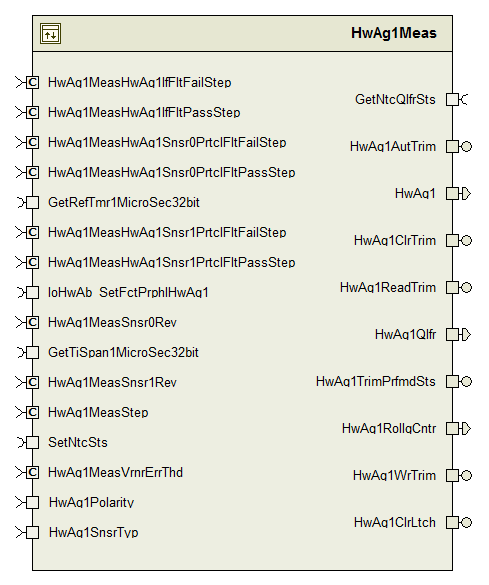 HwAg1Meas
HwAg1MeasHwAg1IfFltFailStep
HwAg1MeasHwAg1IfFltPassStep
HwAg1MeasHwAg1Snsr0PrtclFltFailStep
HwAg1MeasHwAg1Snsr0PrtclFltPassStep
GetRefTmr1MicroSec32bit
HwAg1MeasHwAg1Snsr1PrtclFltFailStep
HwAg1MeasHwAg1Snsr1PrtclFltPassStep
IoHwAb_SetFctPrphlHwAg1
HwAg1MeasSnsr0Rev
GetTiSpan1MicroSec32bit
HwAg1MeasSnsr1Rev
HwAg1MeasStep
SetNtcSts
HwAg1MeasVrnrErrThd
HwAg1Polarity
HwAg1SnsrTyp
GetNtcQlfrSts
HwAg1AutTrim
HwAg1
HwAg1ClrTrim
HwAg1ReadTrim
HwAg1Qlfr
HwAg1TrimPrfmdSts
HwAg1RollgCntr
HwAg1WrTrim
HwAg1ClrLtch
C
C
C
C
C
C
C
C
C
C